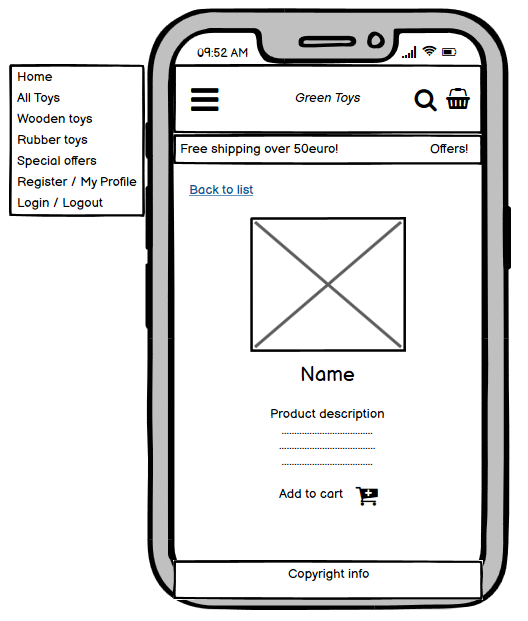 09:52 AM
Home
All Toys
Wooden toys
Rubber toys
Special offers
Register / My Profile
Login / Logout
Green Toys
Free shipping over 50euro! Offers!
Back to list
Name
Product description
Add to cart
Copyright info